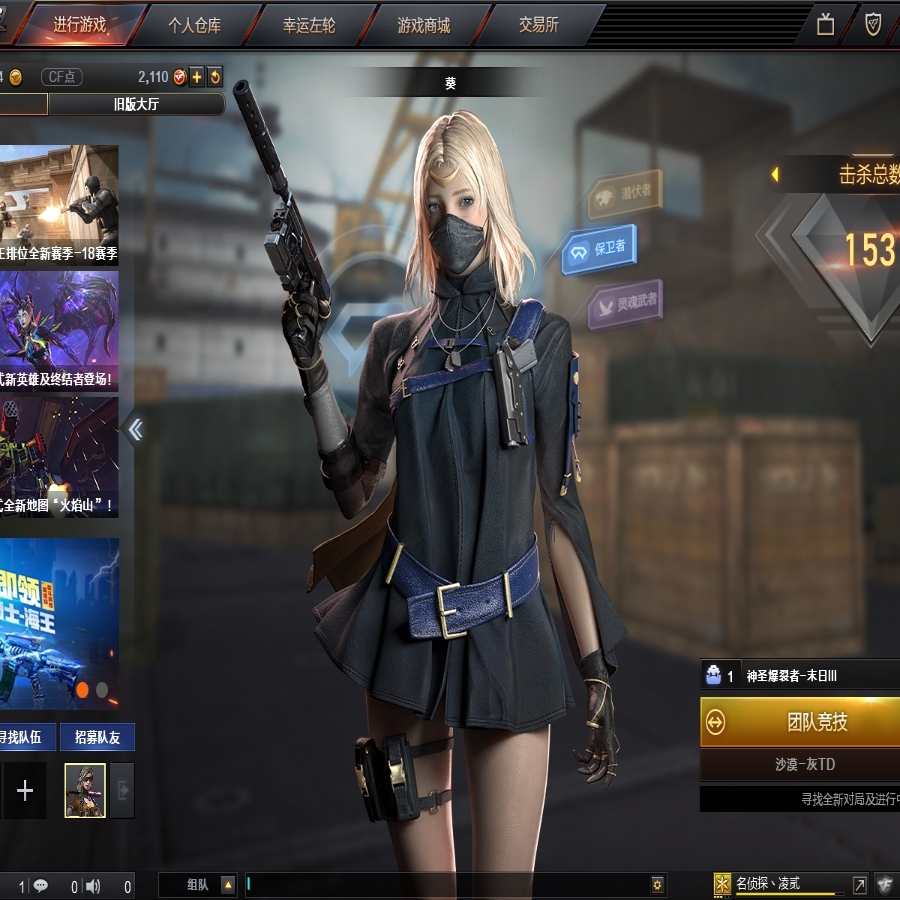 进行游戏
个人仓库
幸运左轮
游戏商城
交易所
4
CF点
2,110
旧版大厅
葵
击杀总数
153
潜伏者
保卫者
灵魂武者
王排位全新赛季-18赛季
式新英雄及终结者登场!
式全新地图“火焰山”!
即领
士-海王
寻找队伍
招募队友
1
神圣爆裂者-末日III
团队竞技
沙漠-灰TD
寻找全新对局及进行中
1
0
0
组队
名侦探丶凌贰